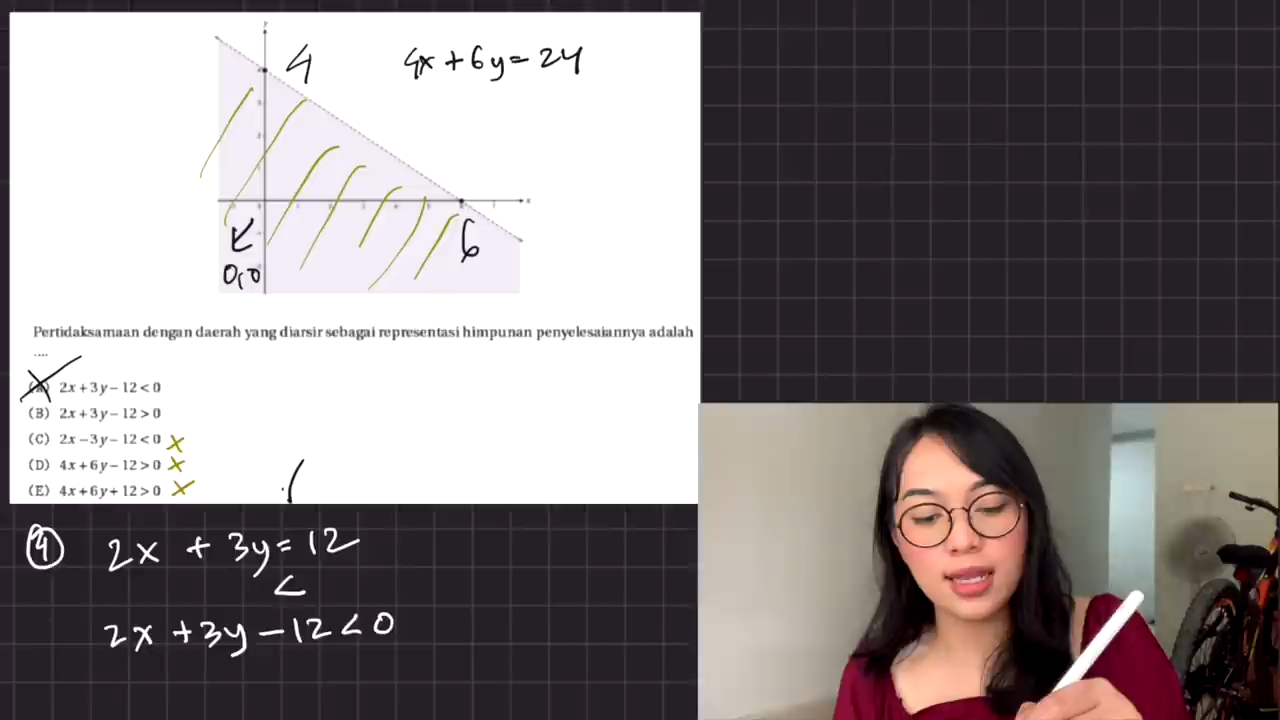 y
4
4x + 6y = 24
x
6
0,0
Pertidaksamaan dengan daerah yang diarsir sebagai representasi himpunan penyelesaiannya adalah
....
(A) 2x + 3y − 12 < 0
(B) 2x + 3y − 12 > 0
(C) 2x − 3y − 12 < 0 x
(D) 4x + 6y − 12 > 0 x
(E) 4x + 6y + 12 > 0 x
2x + 3y = 12
<
2x + 3y − 12 < 0